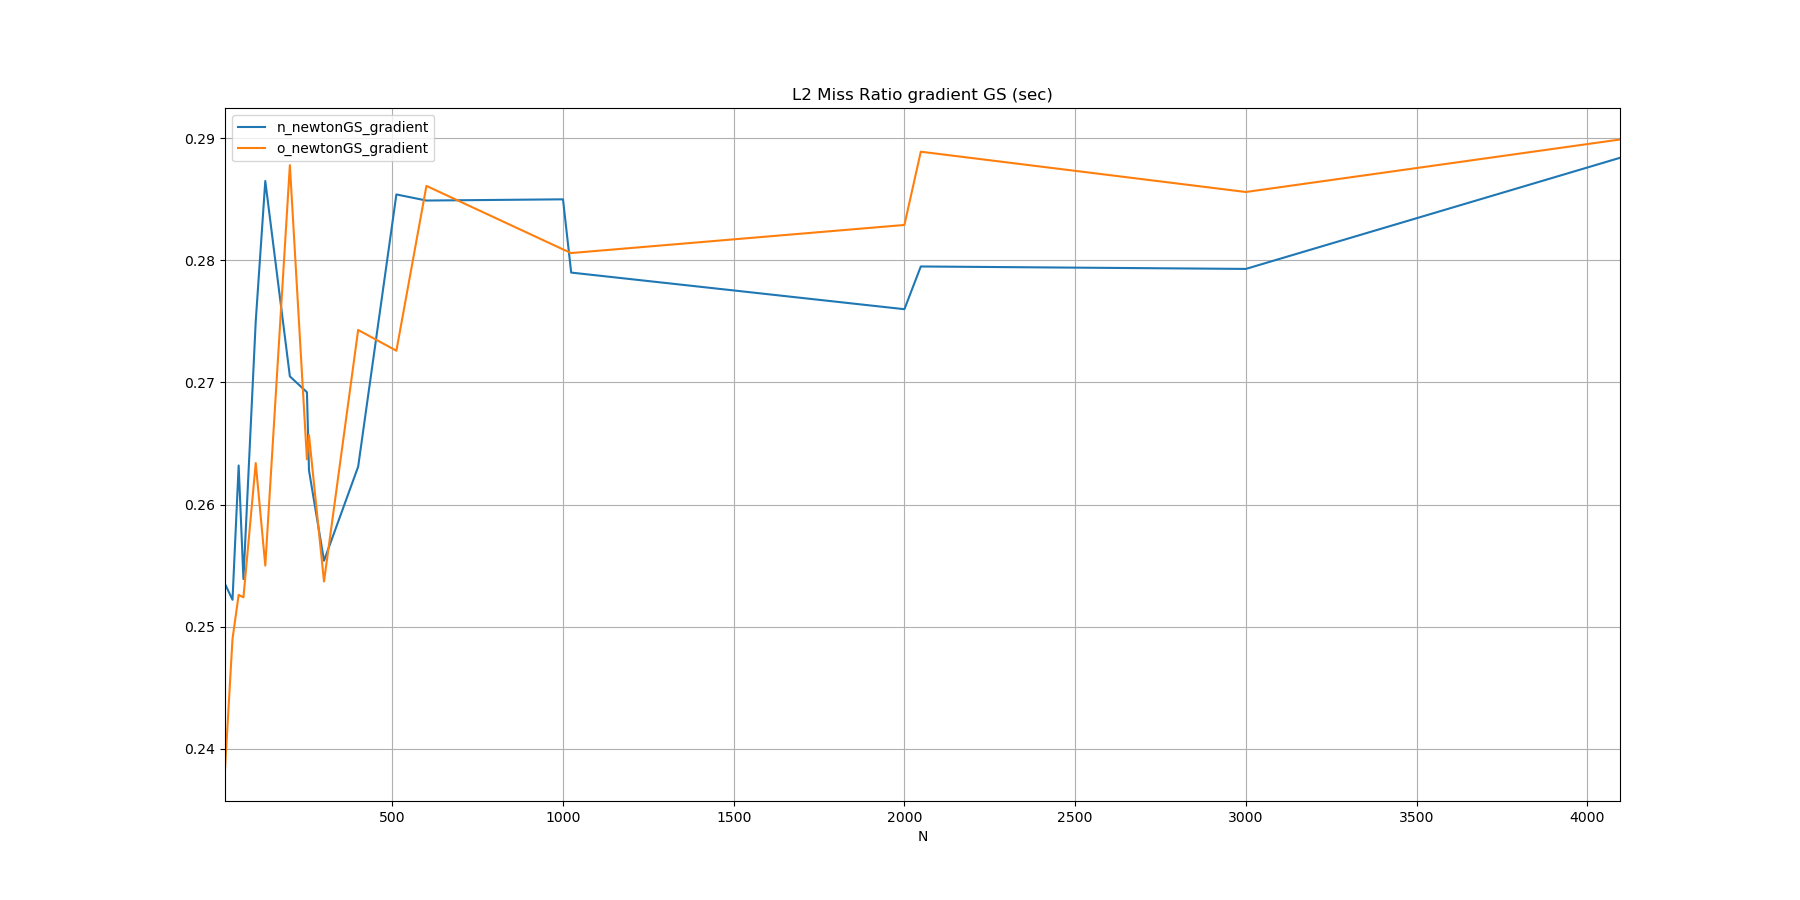 L2 Miss Ratio gradient GS (sec)
n_newtonGS_gradient
o_newtonGS_gradient
0.29
0.28
0.27
0.26
0.25
0.24
500 1000 1500 2000 2500 3000 3500 4000
N